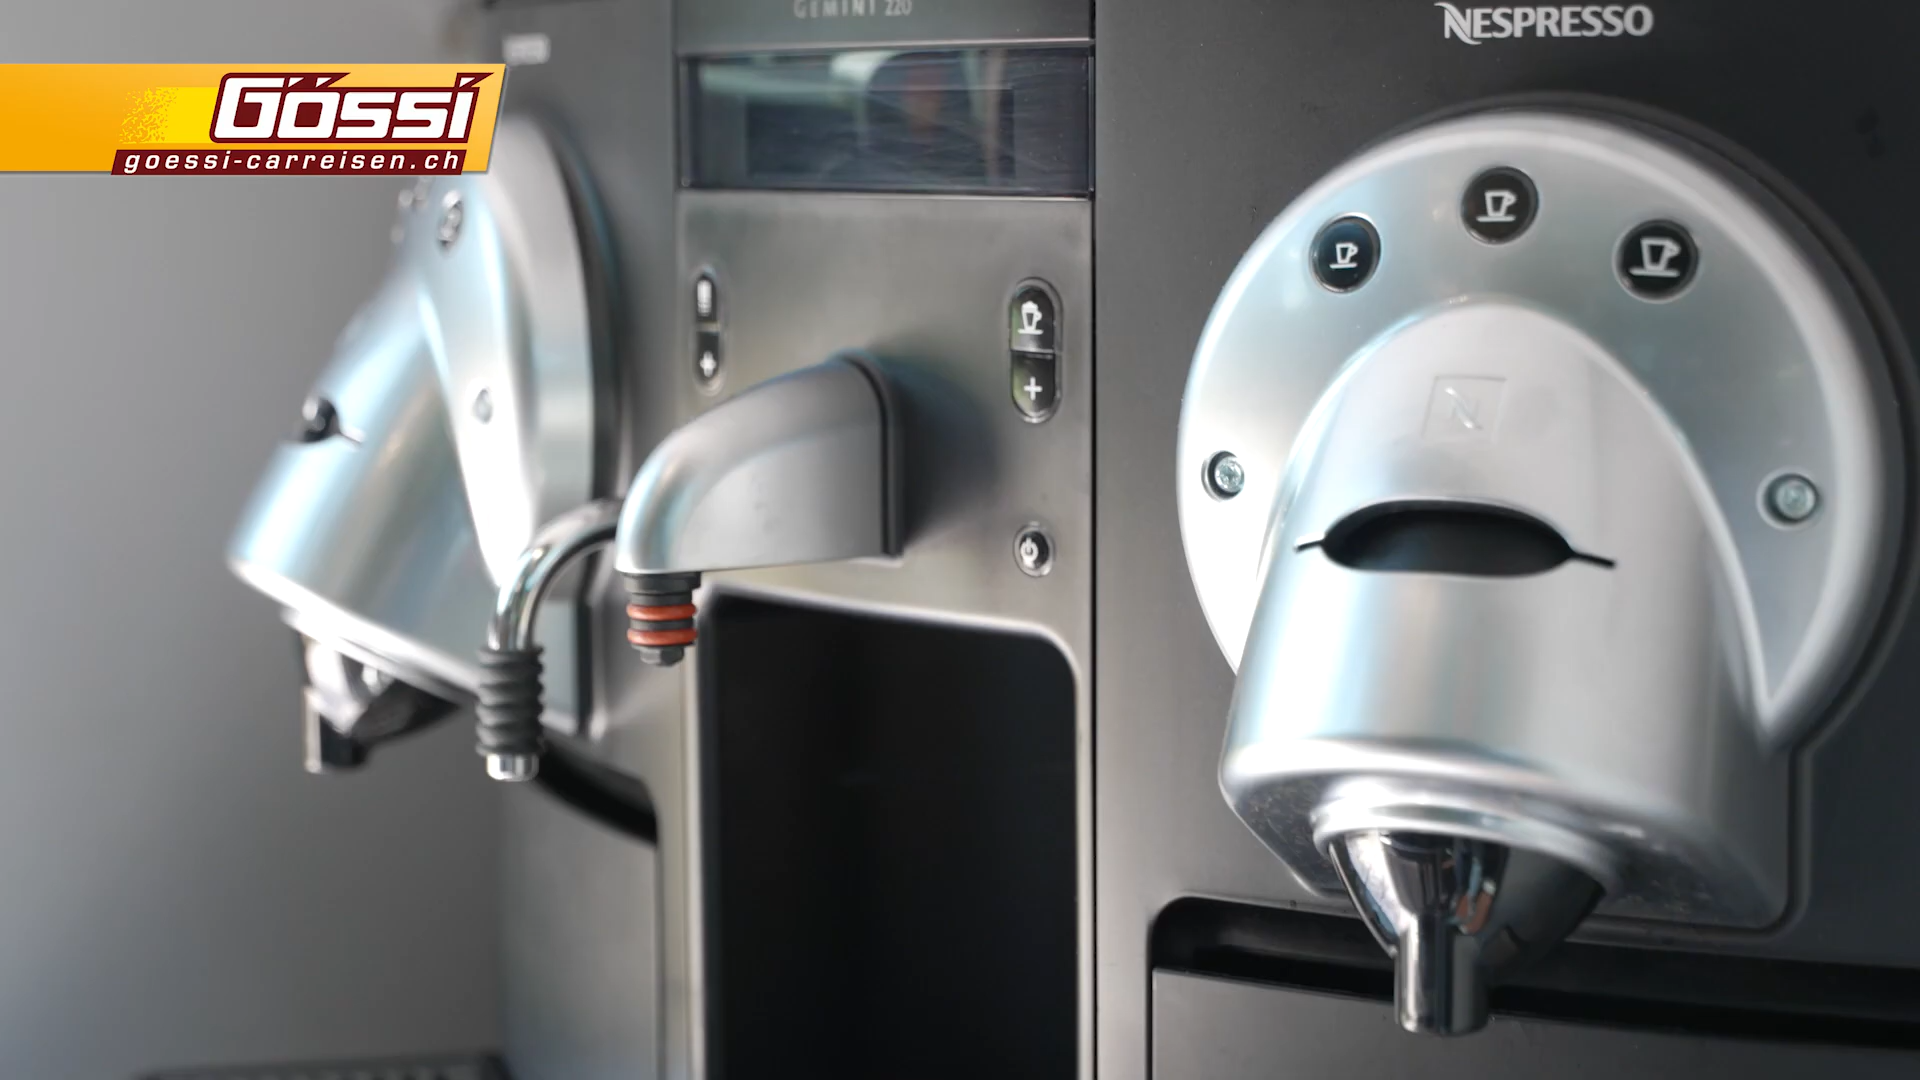 GEMINI 220
NESPRESSO
Gössi
goessi-carreisen.ch
N